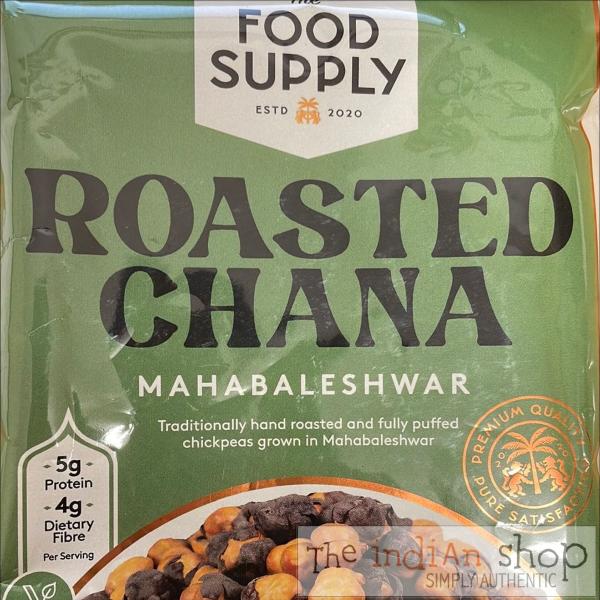 The
FOOD
SUPPLY
ESTD 2020
ROASTED
CHANA
MAHABALESHWAR
Traditionally hand roasted and fully puffed
chickpeas grown in Mahabaleshwar
PREMIUM QUALITY
PURE SATISFACTION
5g
Protein
4g
Dietary
Fibre
Per Serving
The indiAn shop
SIMPLY AUTHENTIC